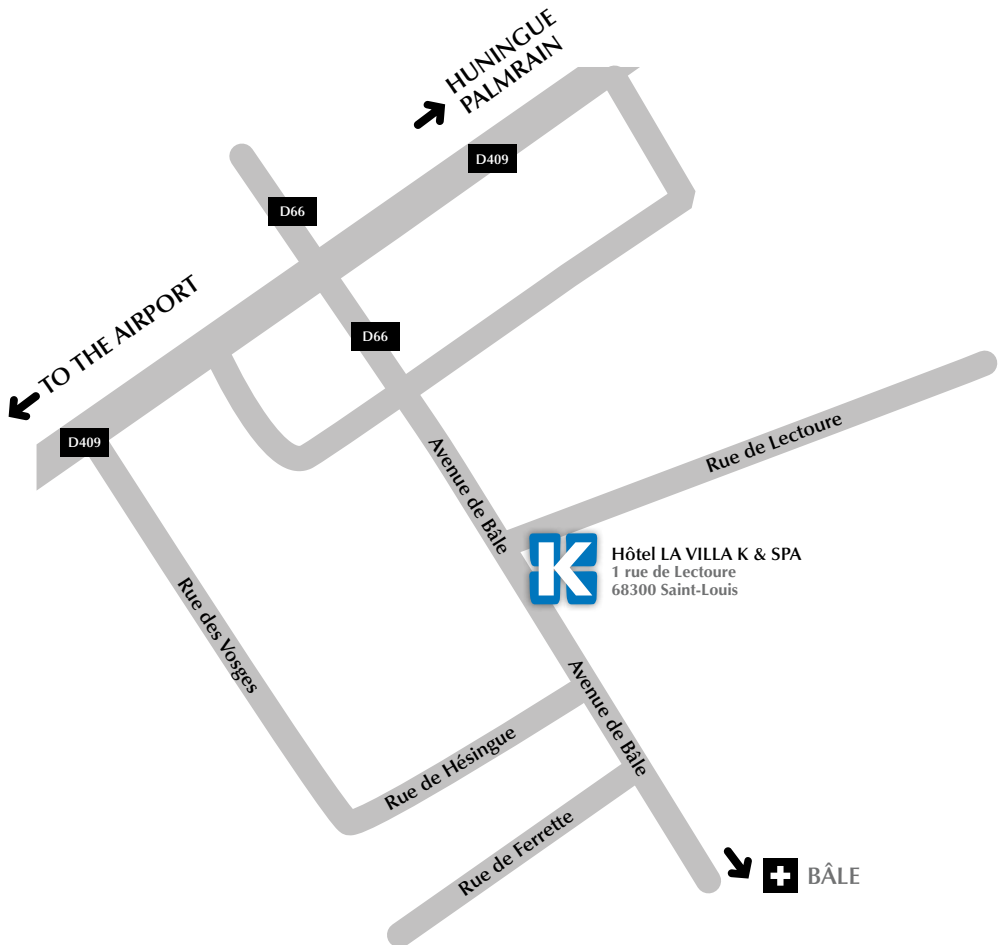 HUNINGUE
PALMRAIN
D409
D66
TO THE AIRPORT
D66
D409
Rue de Lectoure
Avenue de Bâle
K
Hôtel LA VILLA K & SPA
1 rue de Lectoure
68300 Saint-Louis
Rue des Vosges
Avenue de Bâle
Rue de Hésingue
Rue de Ferrette
BÂLE